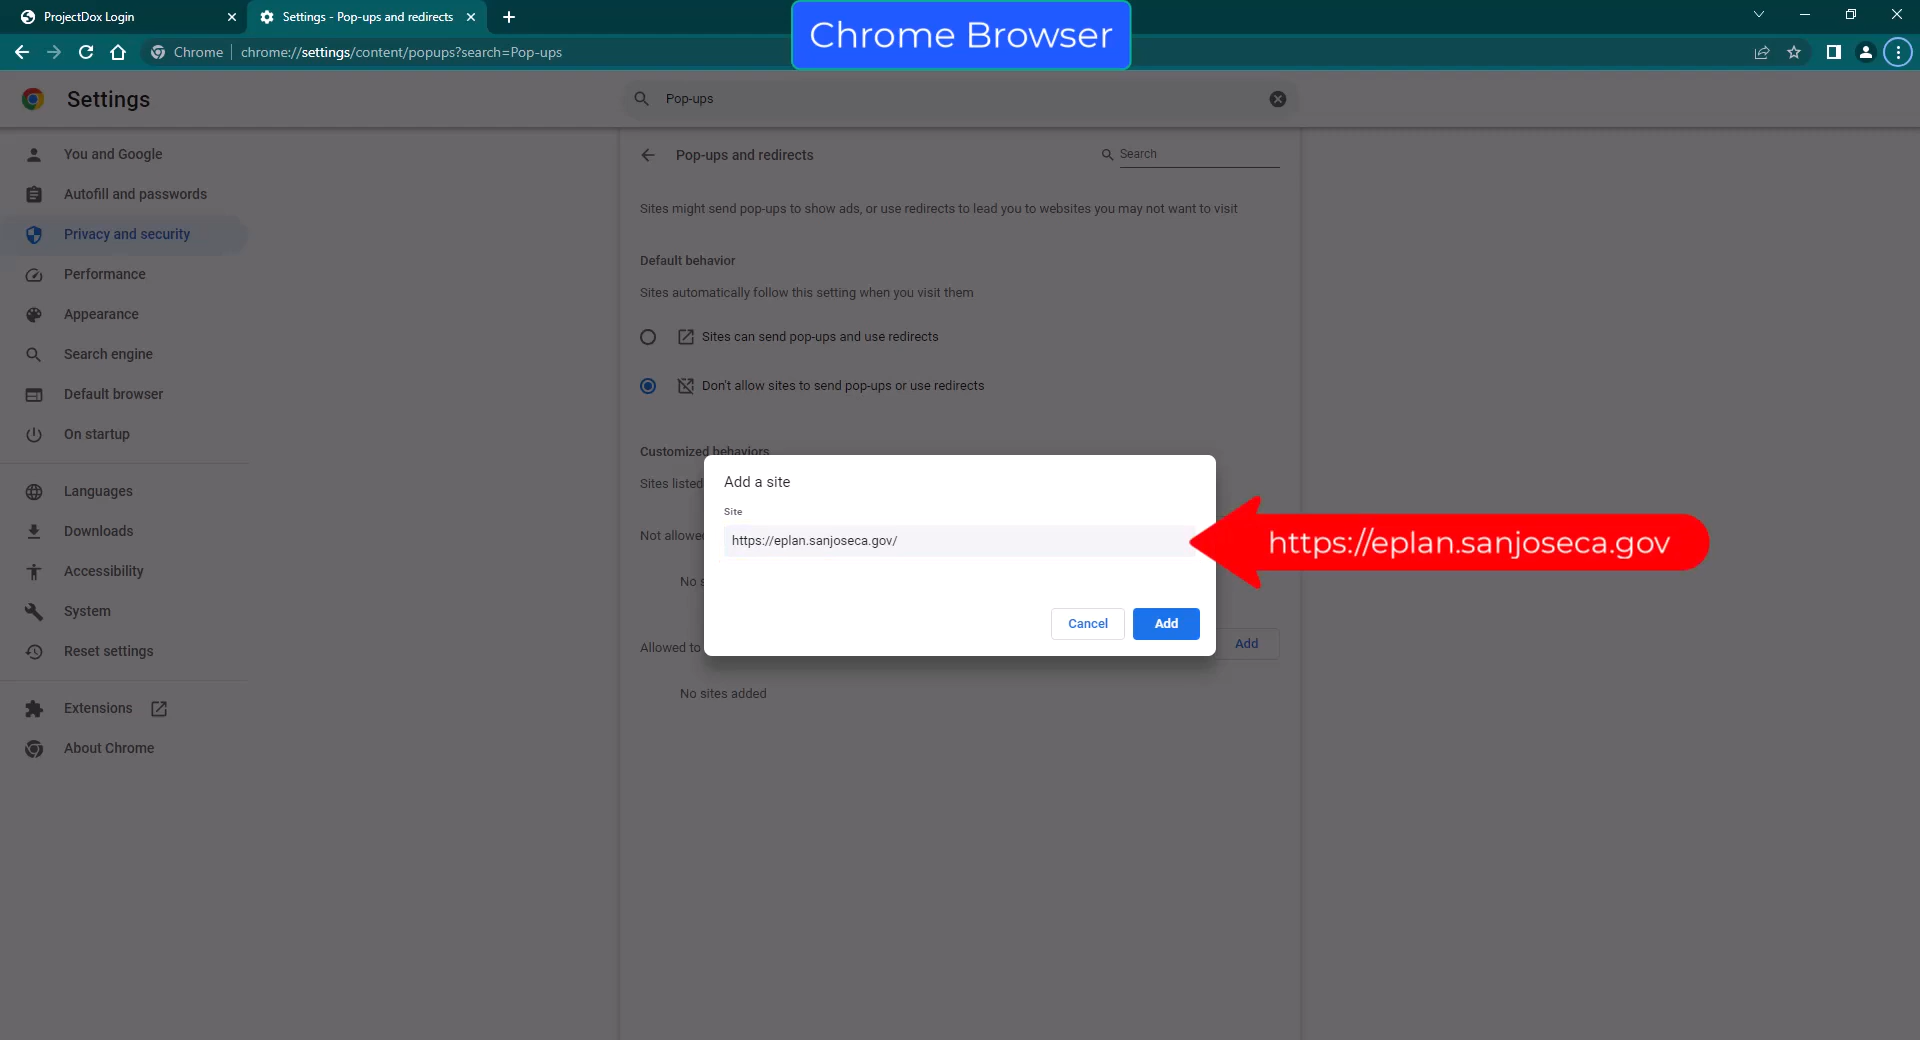 ProjectDox Login
Settings - Pop-ups and redirects
Chrome Browser
Chrome
chrome://settings/content/popups?search=Pop-ups
Settings
Pop-ups
You and Google
Autofill and passwords
Privacy and security
Performance
Appearance
Search engine
Default browser
On startup
Languages
Downloads
Accessibility
System
Reset settings
Extensions
About Chrome
Pop-ups and redirects
Search
Sites might send pop-ups to show ads, or use redirects to lead you to websites you may not want to visit
Default behavior
Sites automatically follow this setting when you visit them
Sites can send pop-ups and use redirects
Don't allow sites to send pop-ups or use redirects
Customized behaviors
Sites listed
Not allowed
No s
Allowed to
Add
No sites added
Add a site
Site
https://eplan.sanjoseca.gov/
Cancel
Add
https://eplan.sanjoseca.gov